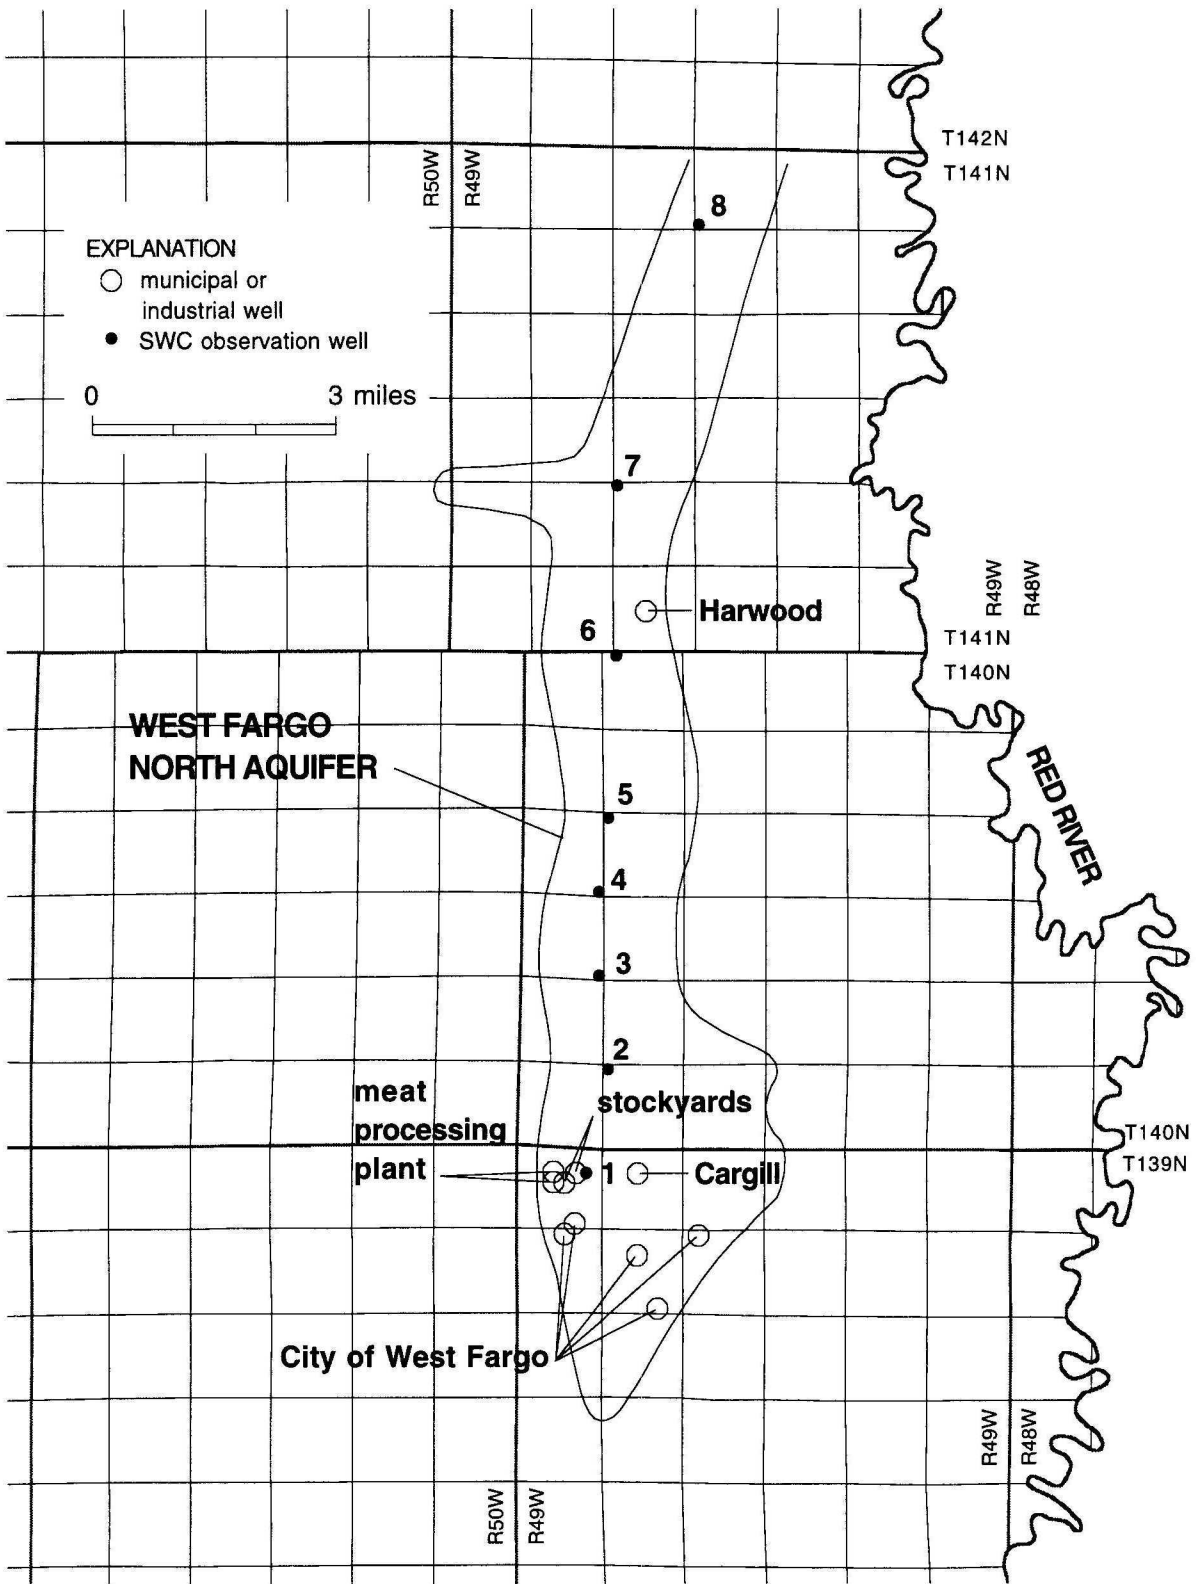 T142N
T141N
R50W
R49W
8
EXPLANATION
municipal or
industrial well
SWC observation well
0 3 miles
7
R49W
R48W
Harwood
6
T141N
T140N
WEST FARGO
NORTH AQUIFER
RED RIVER
5
4
3
2
meat
processing
plant
stockyards
T140N
T139N
1
Cargill
City of West Fargo
R49W
R48W
R50W
R49W